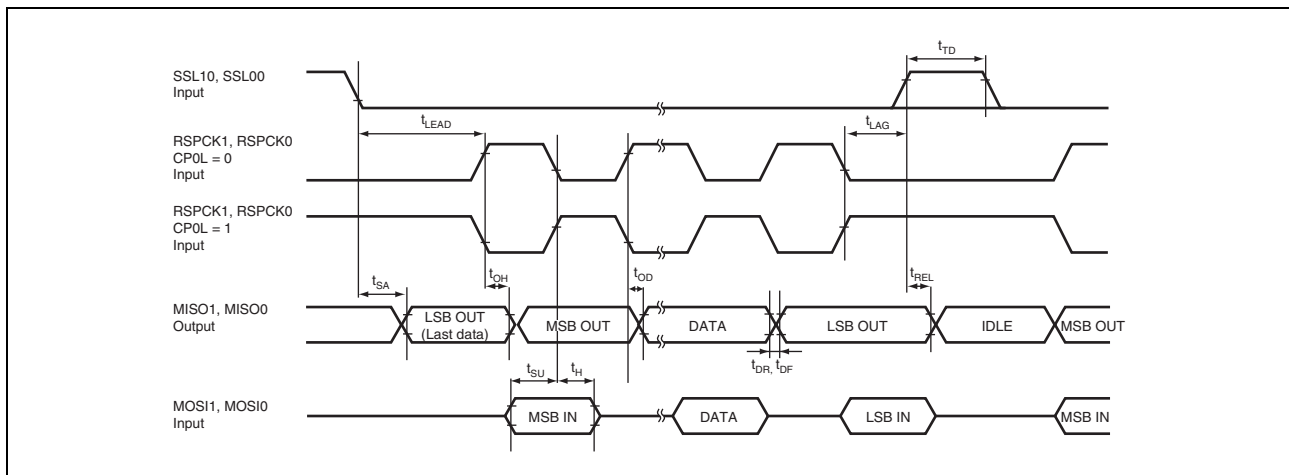 SSL10, SSL00
Input
tTD
tLEAD
tLAG
RSPCK1, RSPCK0
CP0L = 0
Input
RSPCK1, RSPCK0
CP0L = 1
Input
tSA
tOH
tOD
tREL
MISO1, MISO0
Output
LSB OUT
(Last data)
MSB OUT
DATA
LSB OUT
IDLE
MSB OUT
tSU
tH
tDR, tDF
MOSI1, MOSI0
Input
MSB IN
DATA
LSB IN
MSB IN